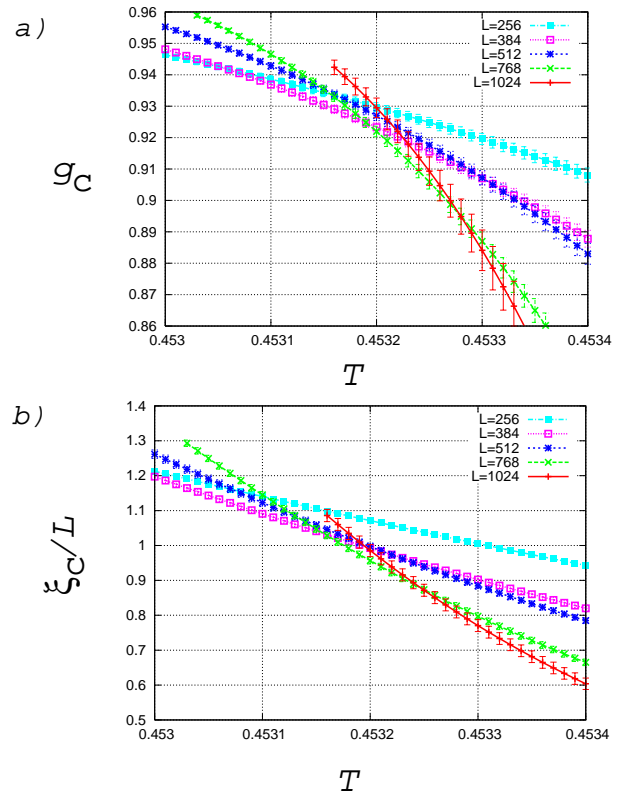 a)
0.96
0.95
0.94
0.93
0.92
0.91
0.9
0.89
0.88
0.87
0.86
g_C
L=256
L=384
L=512
L=768
L=1024
0.453 0.4531 0.4532 0.4533 0.4534
T
b)
1.4
1.3
1.2
1.1
1
0.9
0.8
0.7
0.6
0.5
ξ_C/L
L=256
L=384
L=512
L=768
L=1024
0.453 0.4531 0.4532 0.4533 0.4534
T